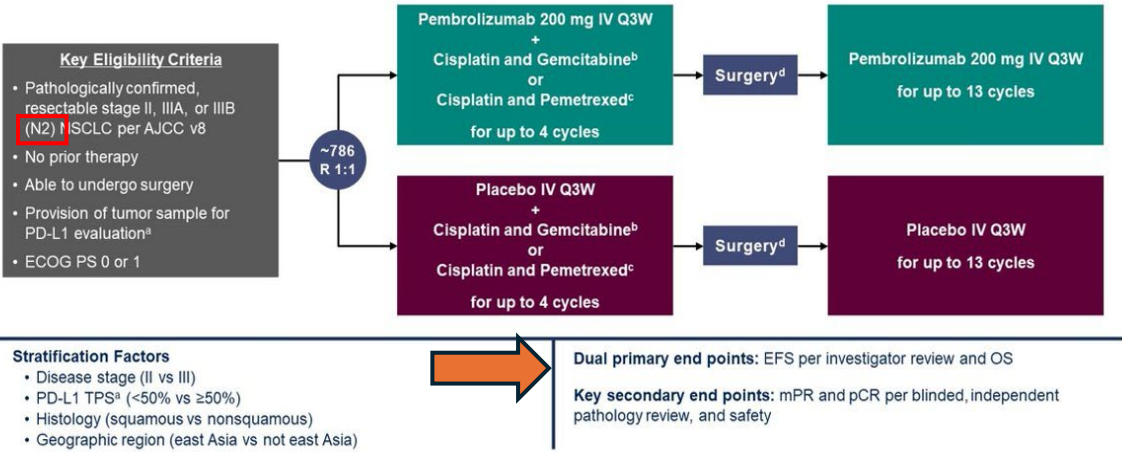 Key Eligibility Criteria
• Pathologically confirmed,
resectable stage II, IIIA, or IIIB
(N2) NSCLC per AJCC v8
• No prior therapy
• Able to undergo surgery
• Provision of tumor sample for
PD-L1 evaluationᵃ
• ECOG PS 0 or 1
~786
R 1:1
Pembrolizumab 200 mg IV Q3W
+
Cisplatin and Gemcitabineᵇ
or
Cisplatin and Pemetrexedᶜ
for up to 4 cycles
Surgeryᵈ
Pembrolizumab 200 mg IV Q3W
for up to 13 cycles
Placebo IV Q3W
+
Cisplatin and Gemcitabineᵇ
or
Cisplatin and Pemetrexedᶜ
for up to 4 cycles
Surgeryᵈ
Placebo IV Q3W
for up to 13 cycles
Stratification Factors
• Disease stage (II vs III)
• PD-L1 TPSᵃ (<50% vs ≥50%)
• Histology (squamous vs nonsquamous)
• Geographic region (east Asia vs not east Asia)
Dual primary end points: EFS per investigator review and OS
Key secondary end points: mPR and pCR per blinded, independent
pathology review, and safety